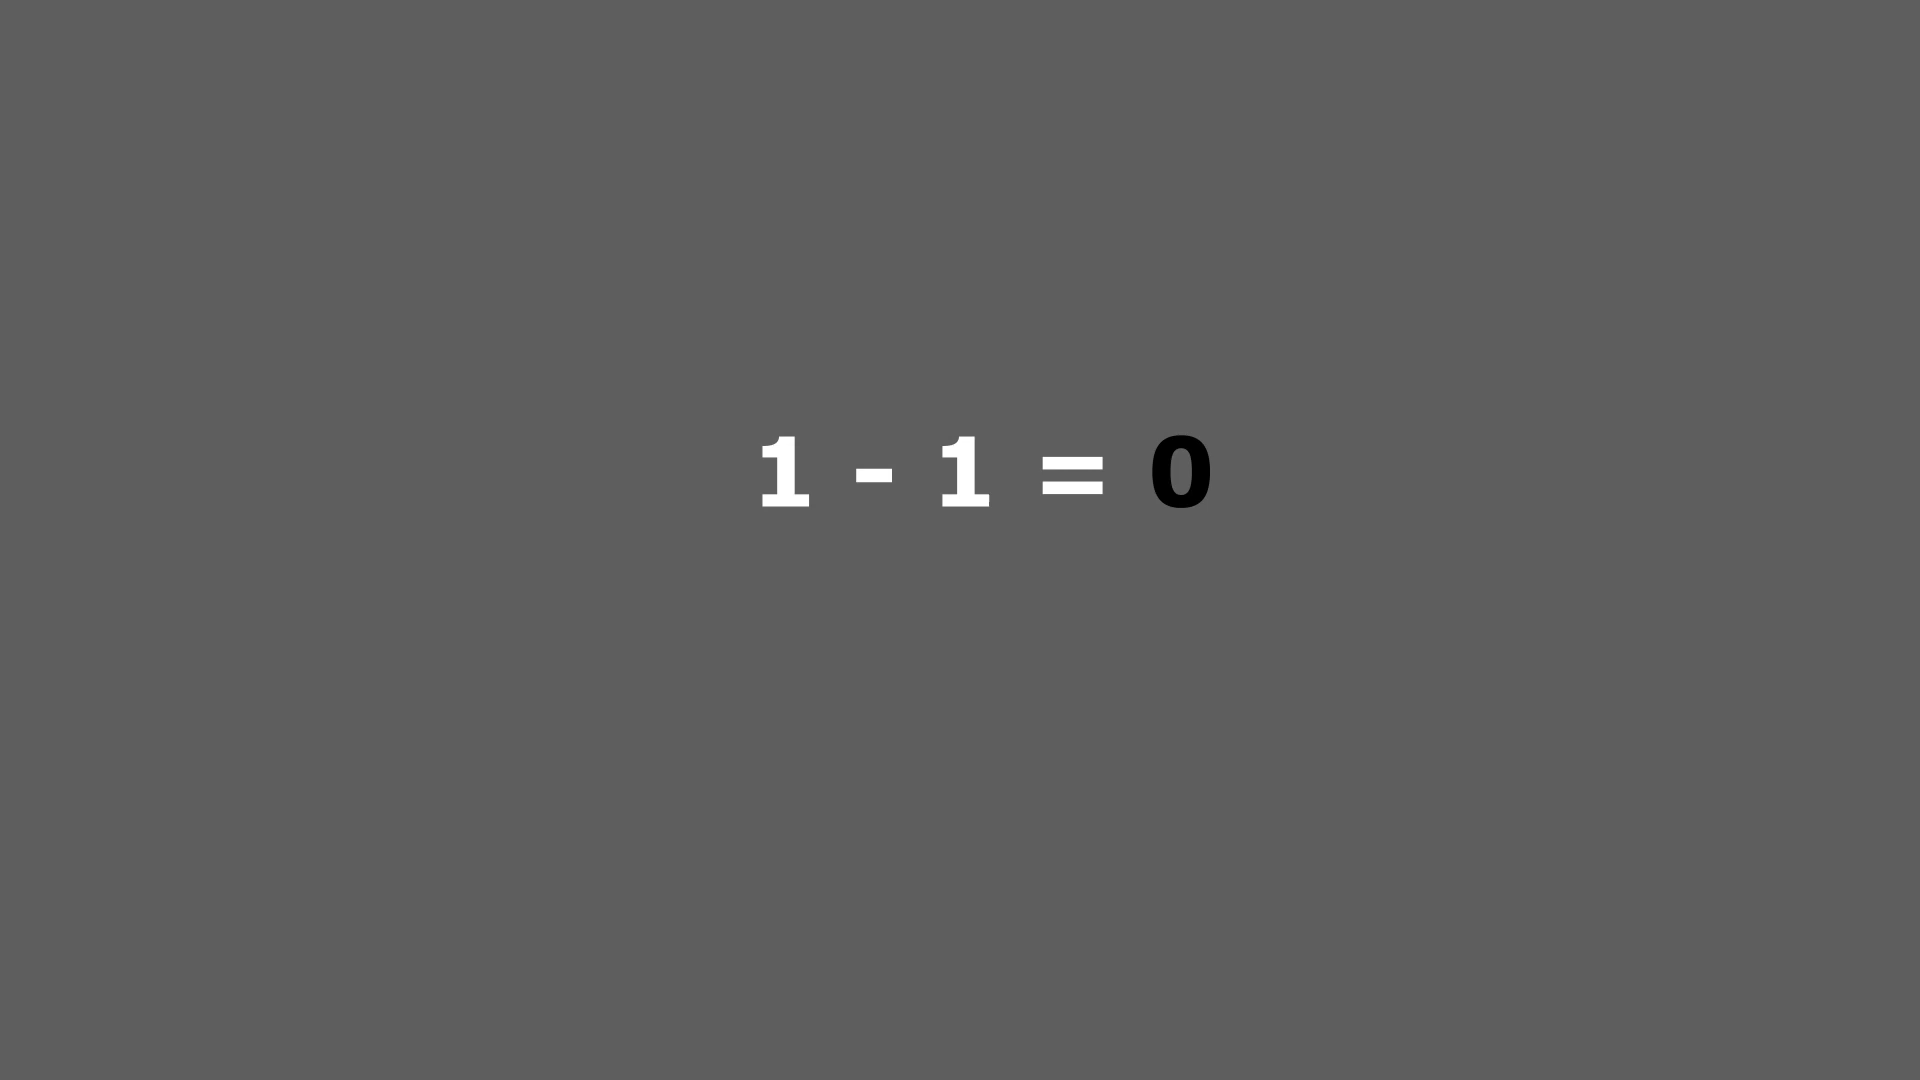 1 - 1 = 0